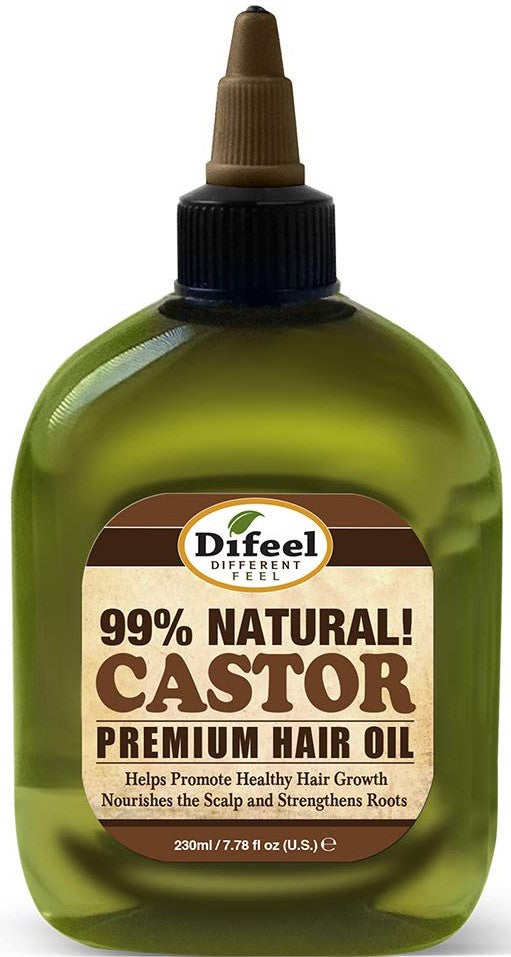 Difeel
DIFFERENT
FEEL
99% NATURAL!
CASTOR
PREMIUM HAIR OIL
Helps Promote Healthy Hair Growth
Nourishes the Scalp and Strengthens Roots
230ml / 7.78 fl oz (U.S.) ℮